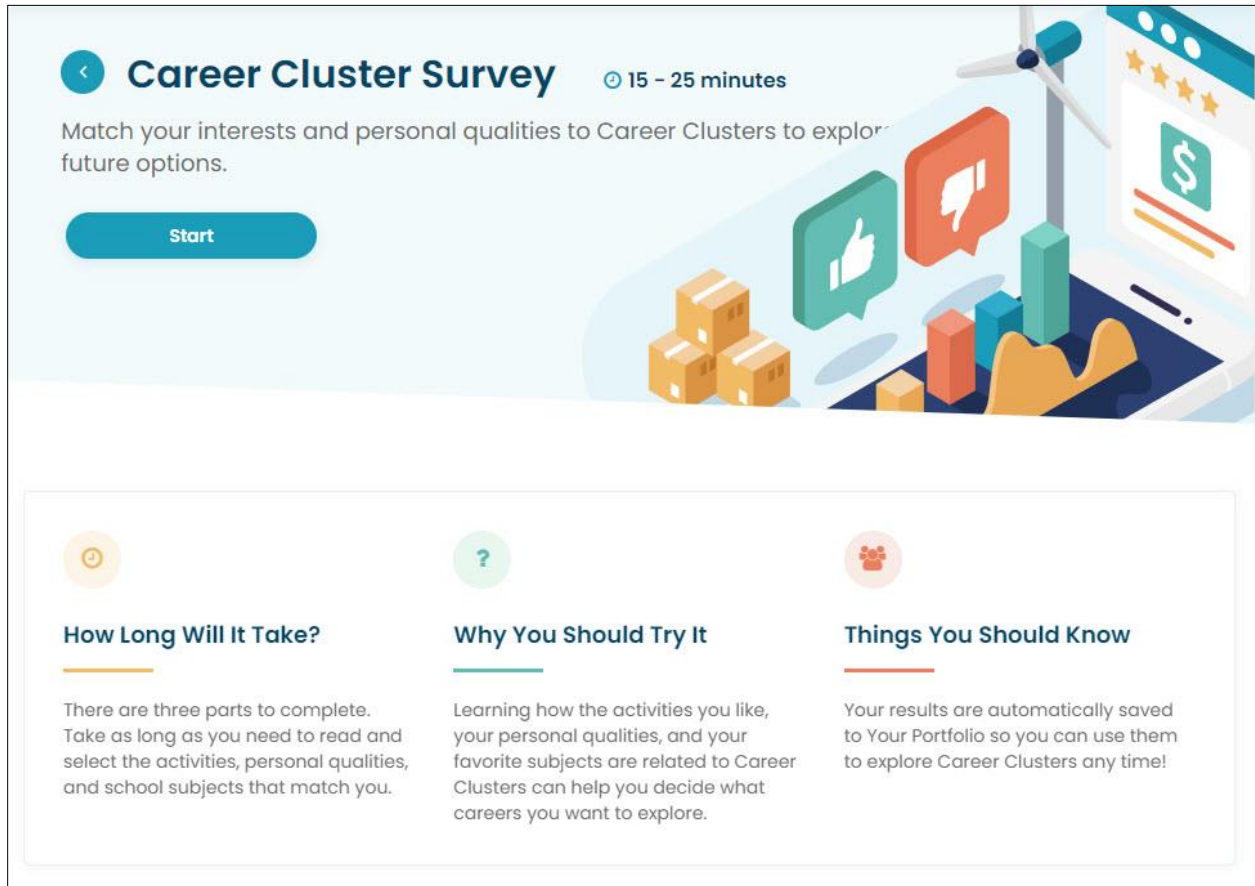 Career Cluster Survey
15 - 25 minutes
Match your interests and personal qualities to Career Clusters to explore
future options.
Start
$
?
How Long Will It Take?
There are three parts to complete.
Take as long as you need to read and
select the activities, personal qualities,
and school subjects that match you.
Why You Should Try It
Learning how the activities you like,
your personal qualities, and your
favorite subjects are related to Career
Clusters can help you decide what
careers you want to explore.
Things You Should Know
Your results are automatically saved
to Your Portfolio so you can use them
to explore Career Clusters any time!